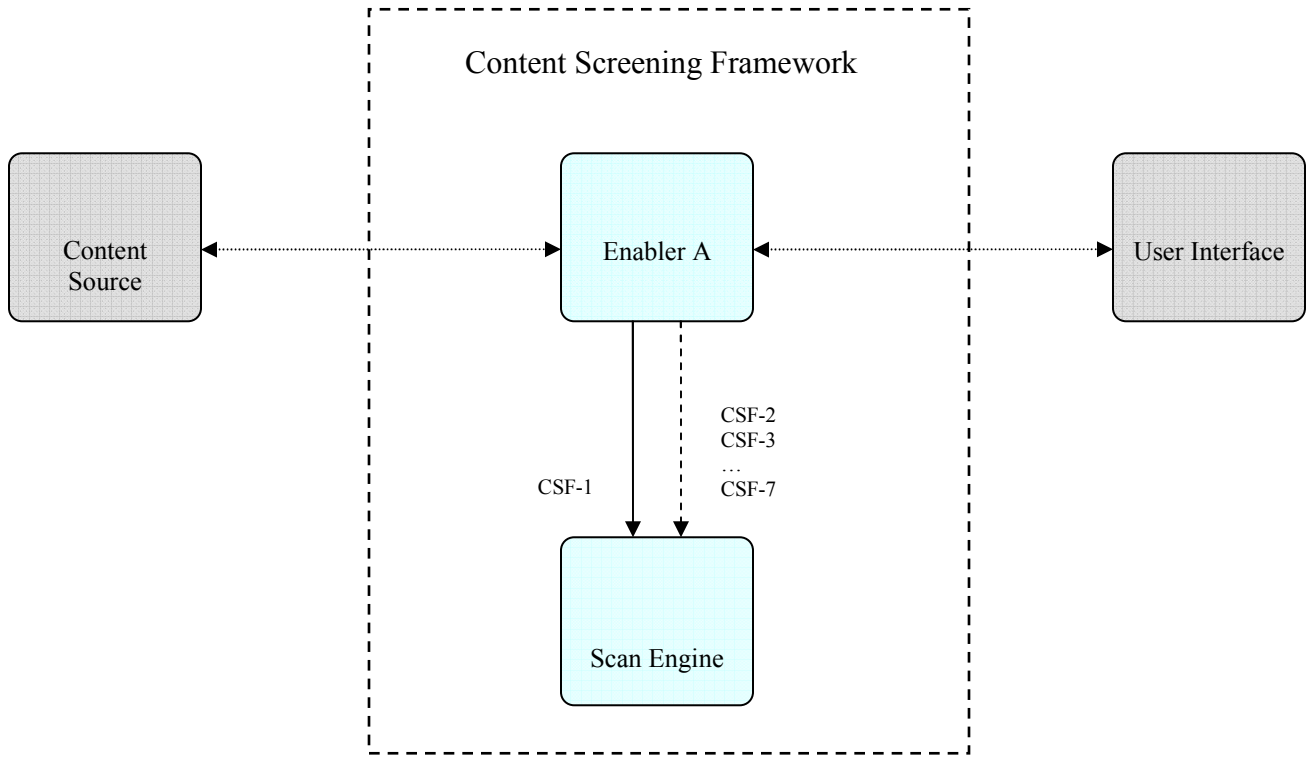 Content Screening Framework
Content
Source
Enabler A
User Interface
CSF-2
CSF-3
…
CSF-7
CSF-1
Scan Engine